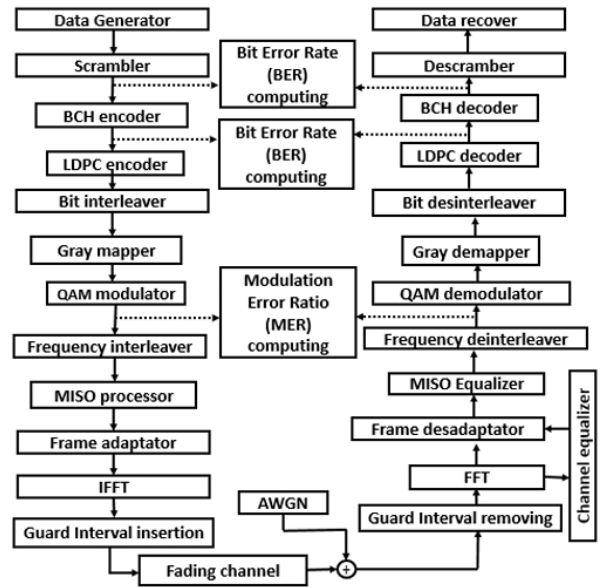 Data Generator
Scrambler
BCH encoder
LDPC encoder
Bit interleaver
Gray mapper
QAM modulator
Frequency interleaver
MISO processor
Frame adaptator
IFFT
Guard Interval insertion
Fading channel
AWGN
+
Bit Error Rate
(BER)
computing
Bit Error Rate
(BER)
computing
Modulation
Error Ratio
(MER)
computing
Data recover
Descramber
BCH decoder
LDPC decoder
Bit desinterleaver
Gray demapper
QAM demodulator
Frequency deinterleaver
MISO Equalizer
Frame desadaptator
FFT
Guard Interval removing
Channel equalizer